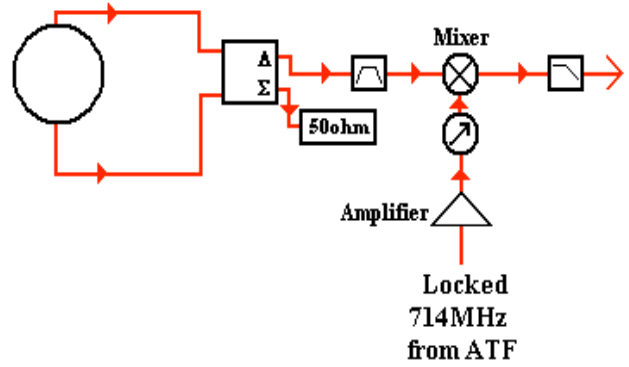 Mixer
Δ
Σ
50ohm
Amplifier
Locked
714MHz
from ATF